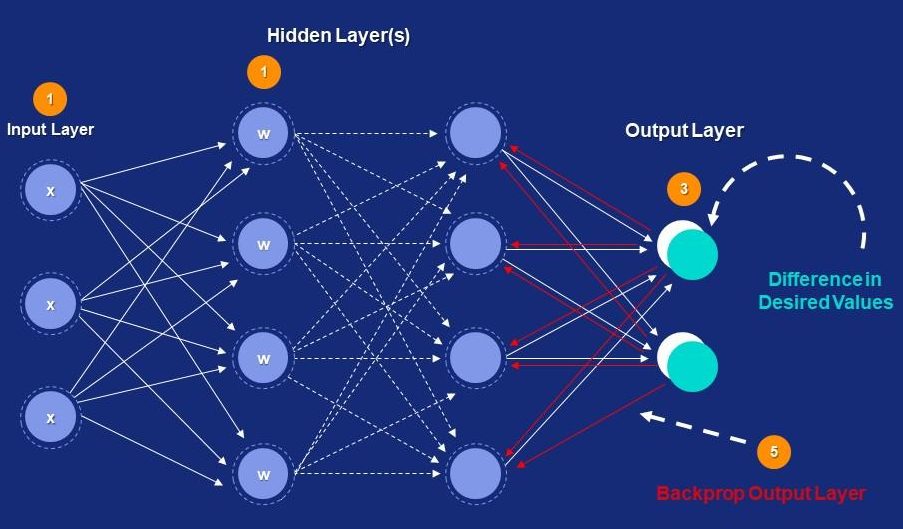 Hidden Layer(s)
1
1
Input Layer
Output Layer
x
w
3
x
w
Difference in
Desired Values
x
w
w
5
Backprop Output Layer